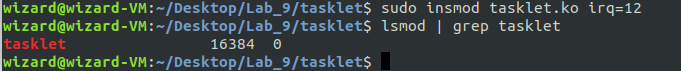 wizard@wizard-VM:~/Desktop/Lab_9/tasklet$ sudo insmod tasklet.ko irq=12
wizard@wizard-VM:~/Desktop/Lab_9/tasklet$ lsmod | grep tasklet
tasklet                16384  0
wizard@wizard-VM:~/Desktop/Lab_9/tasklet$